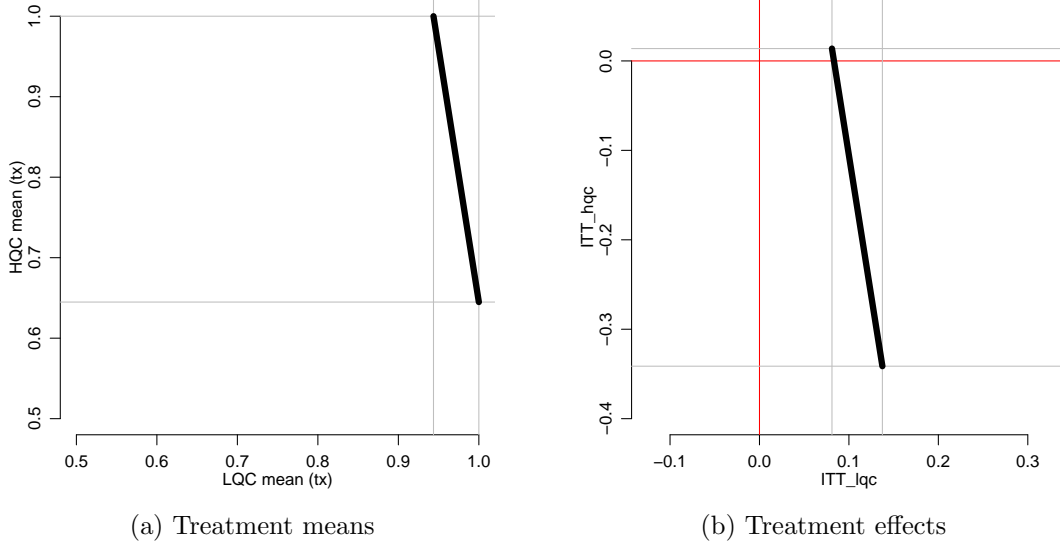 HQC mean (tx)
1.0
0.9
0.8
0.7
0.6
0.5
0.5 0.6 0.7 0.8 0.9 1.0
LQC mean (tx)
(a) Treatment means
ITT_hqc
0.0
−0.1
−0.2
−0.3
−0.4
−0.1 0.0 0.1 0.2 0.3
ITT_lqc
(b) Treatment effects